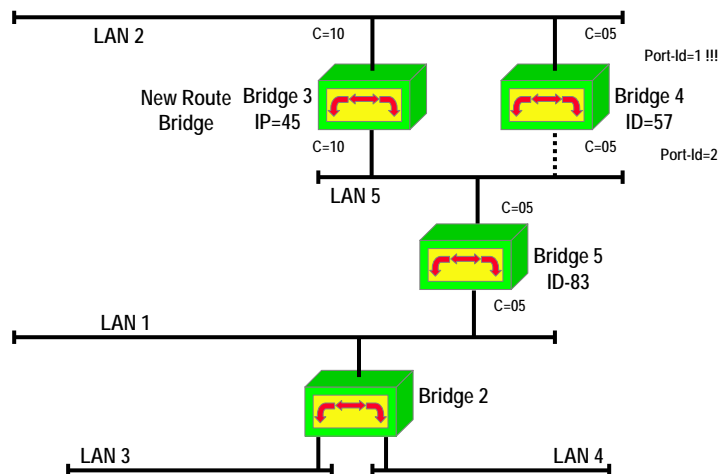 LAN 2
C=10
C=05
Port-Id=1 !!!
New Route
Bridge
Bridge 3
IP=45
Bridge 4
ID=57
C=10
C=05
Port-Id=2
LAN 5
C=05
Bridge 5
ID-83
C=05
LAN 1
Bridge 2
LAN 3
LAN 4